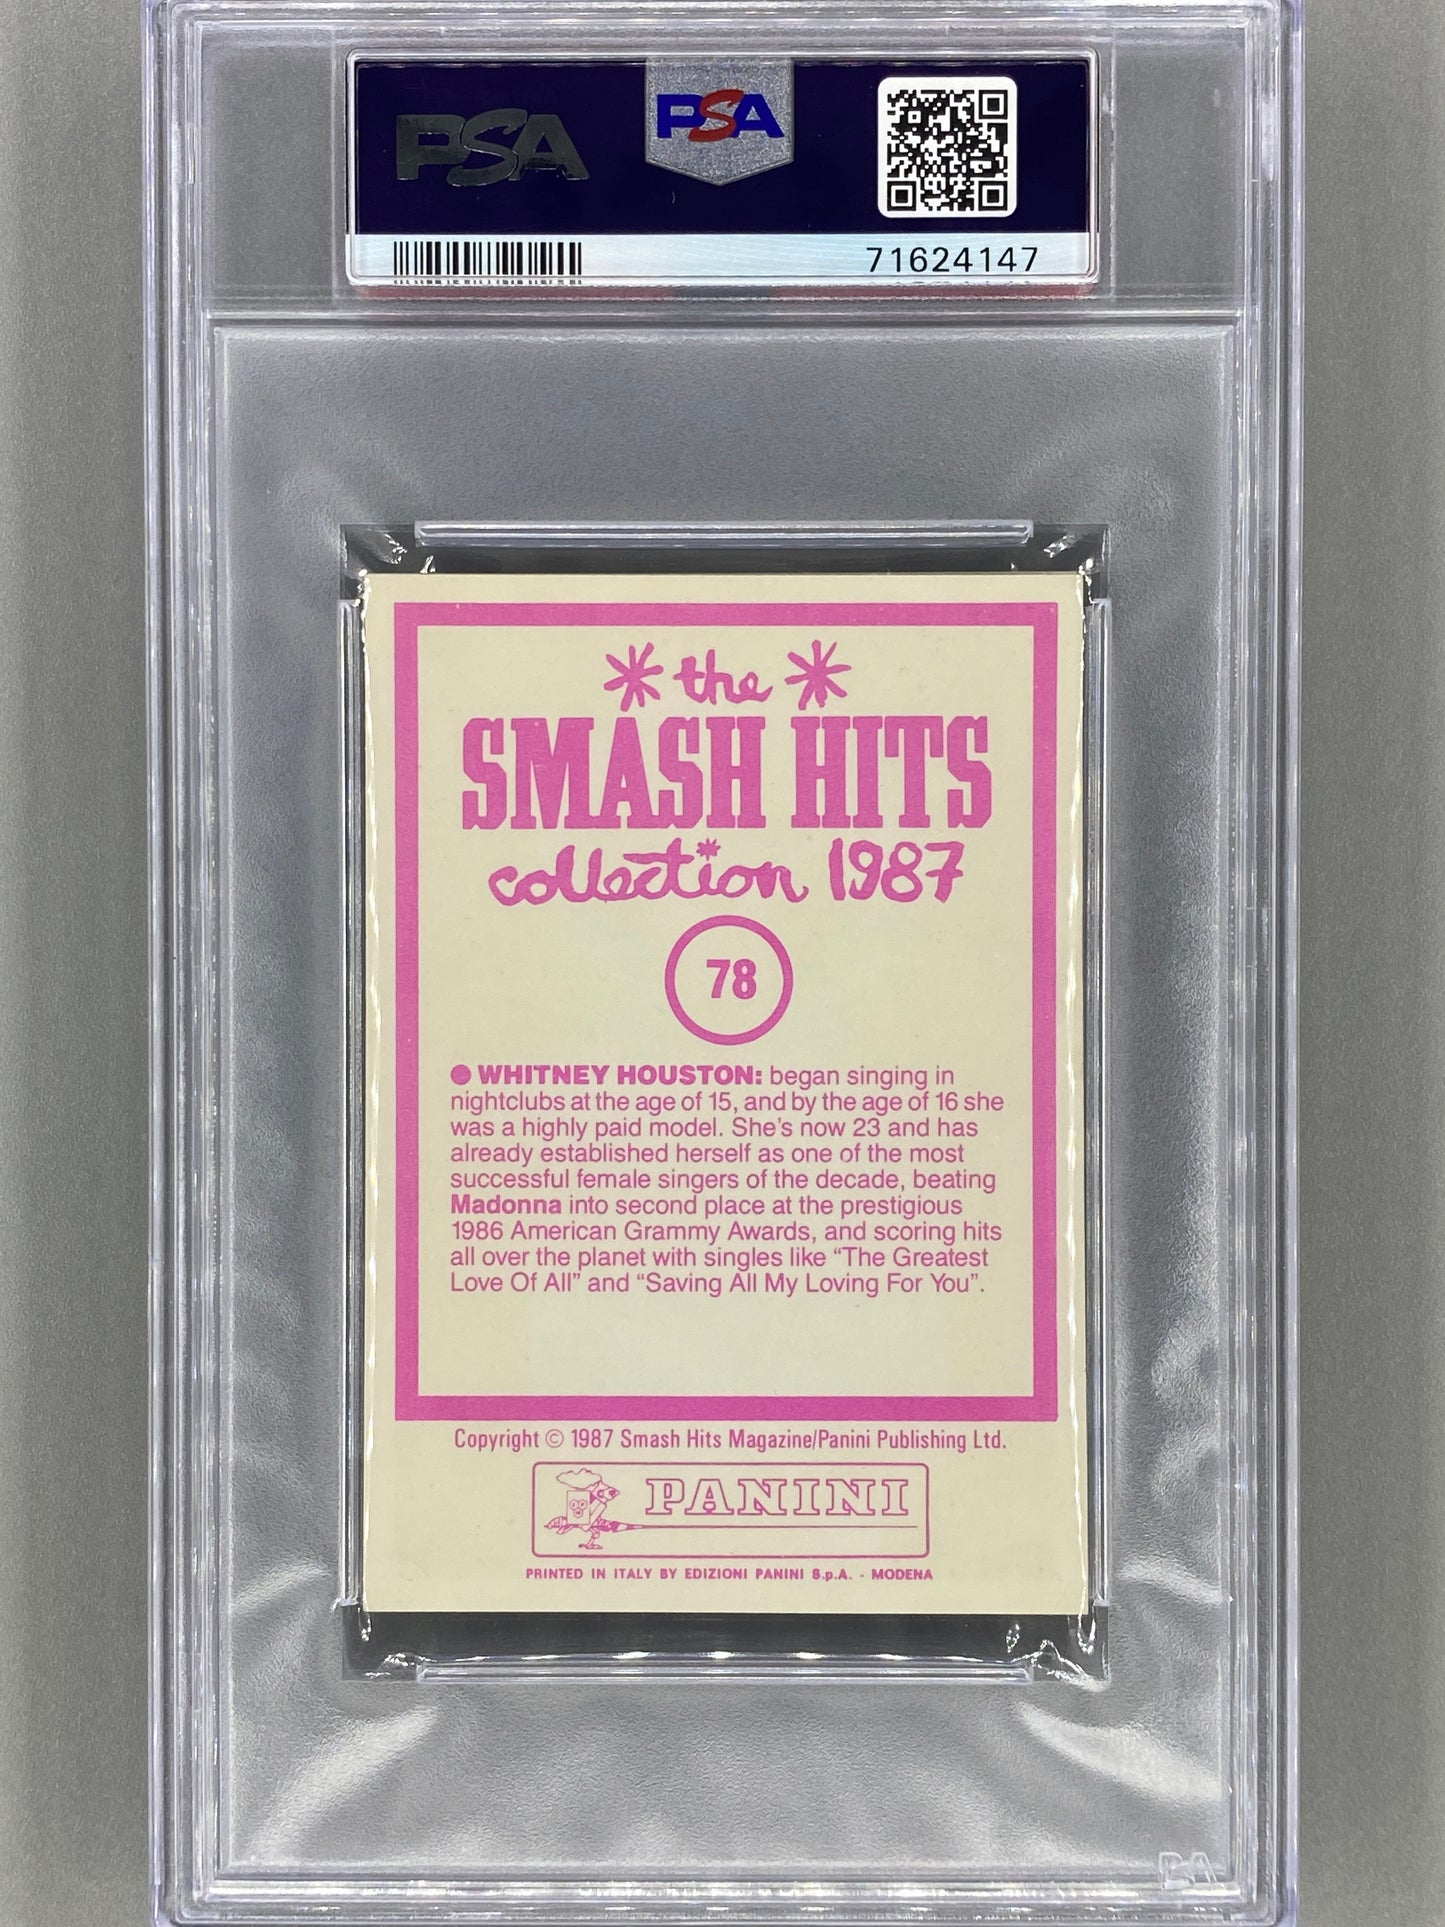 PSA
PSA
71624147
the
SMASH HITS
collection 1987
78
● WHITNEY HOUSTON: began singing in
nightclubs at the age of 15, and by the age of 16 she
was a highly paid model. She's now 23 and has
already established herself as one of the most
successful female singers of the decade, beating
Madonna into second place at the prestigious
1986 American Grammy Awards, and scoring hits
all over the planet with singles like “The Greatest
Love Of All” and “Saving All My Loving For You”.
Copyright © 1987 Smash Hits Magazine/Panini Publishing Ltd.
PANINI
PRINTED IN ITALY BY EDIZIONI PANINI S.p.A. - MODENA
PSA